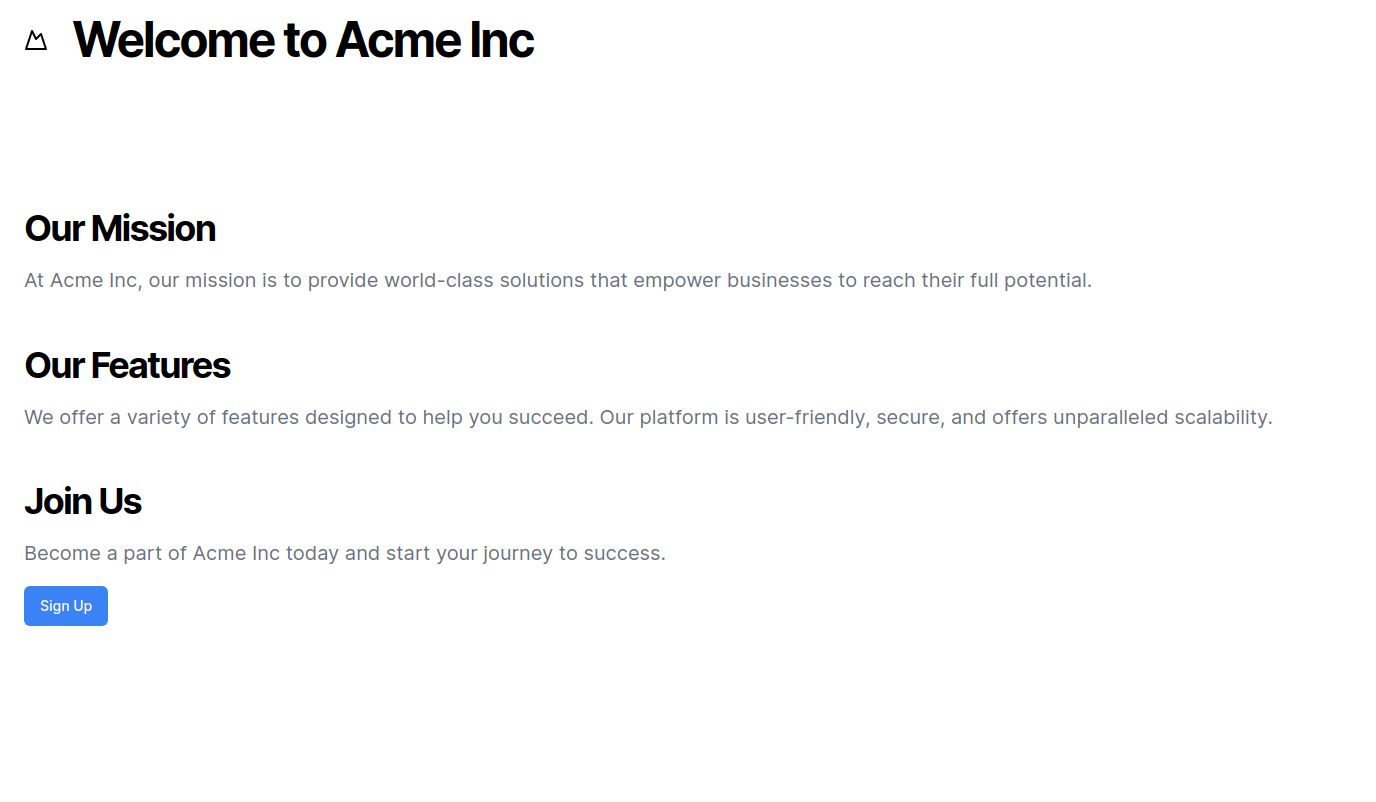 Welcome to Acme Inc
Our Mission
At Acme Inc, our mission is to provide world-class solutions that empower businesses to reach their full potential.
Our Features
We offer a variety of features designed to help you succeed. Our platform is user-friendly, secure, and offers unparalleled scalability.
Join Us
Become a part of Acme Inc today and start your journey to success.
Sign Up